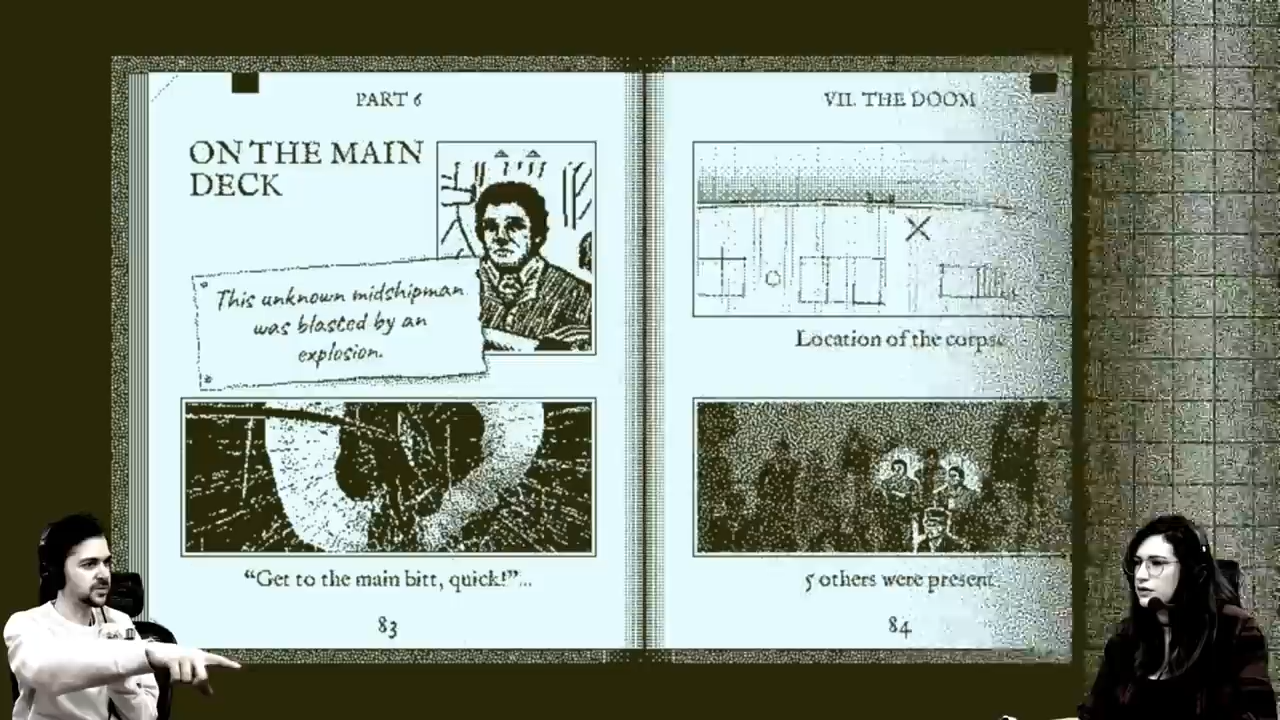 PART 6
ON THE MAIN
DECK
This unknown midshipman
was blasted by an
explosion.
"Get to the main bitt, quick!"...
83
VII. THE DOOM
Location of the corpse
5 others were present.
84